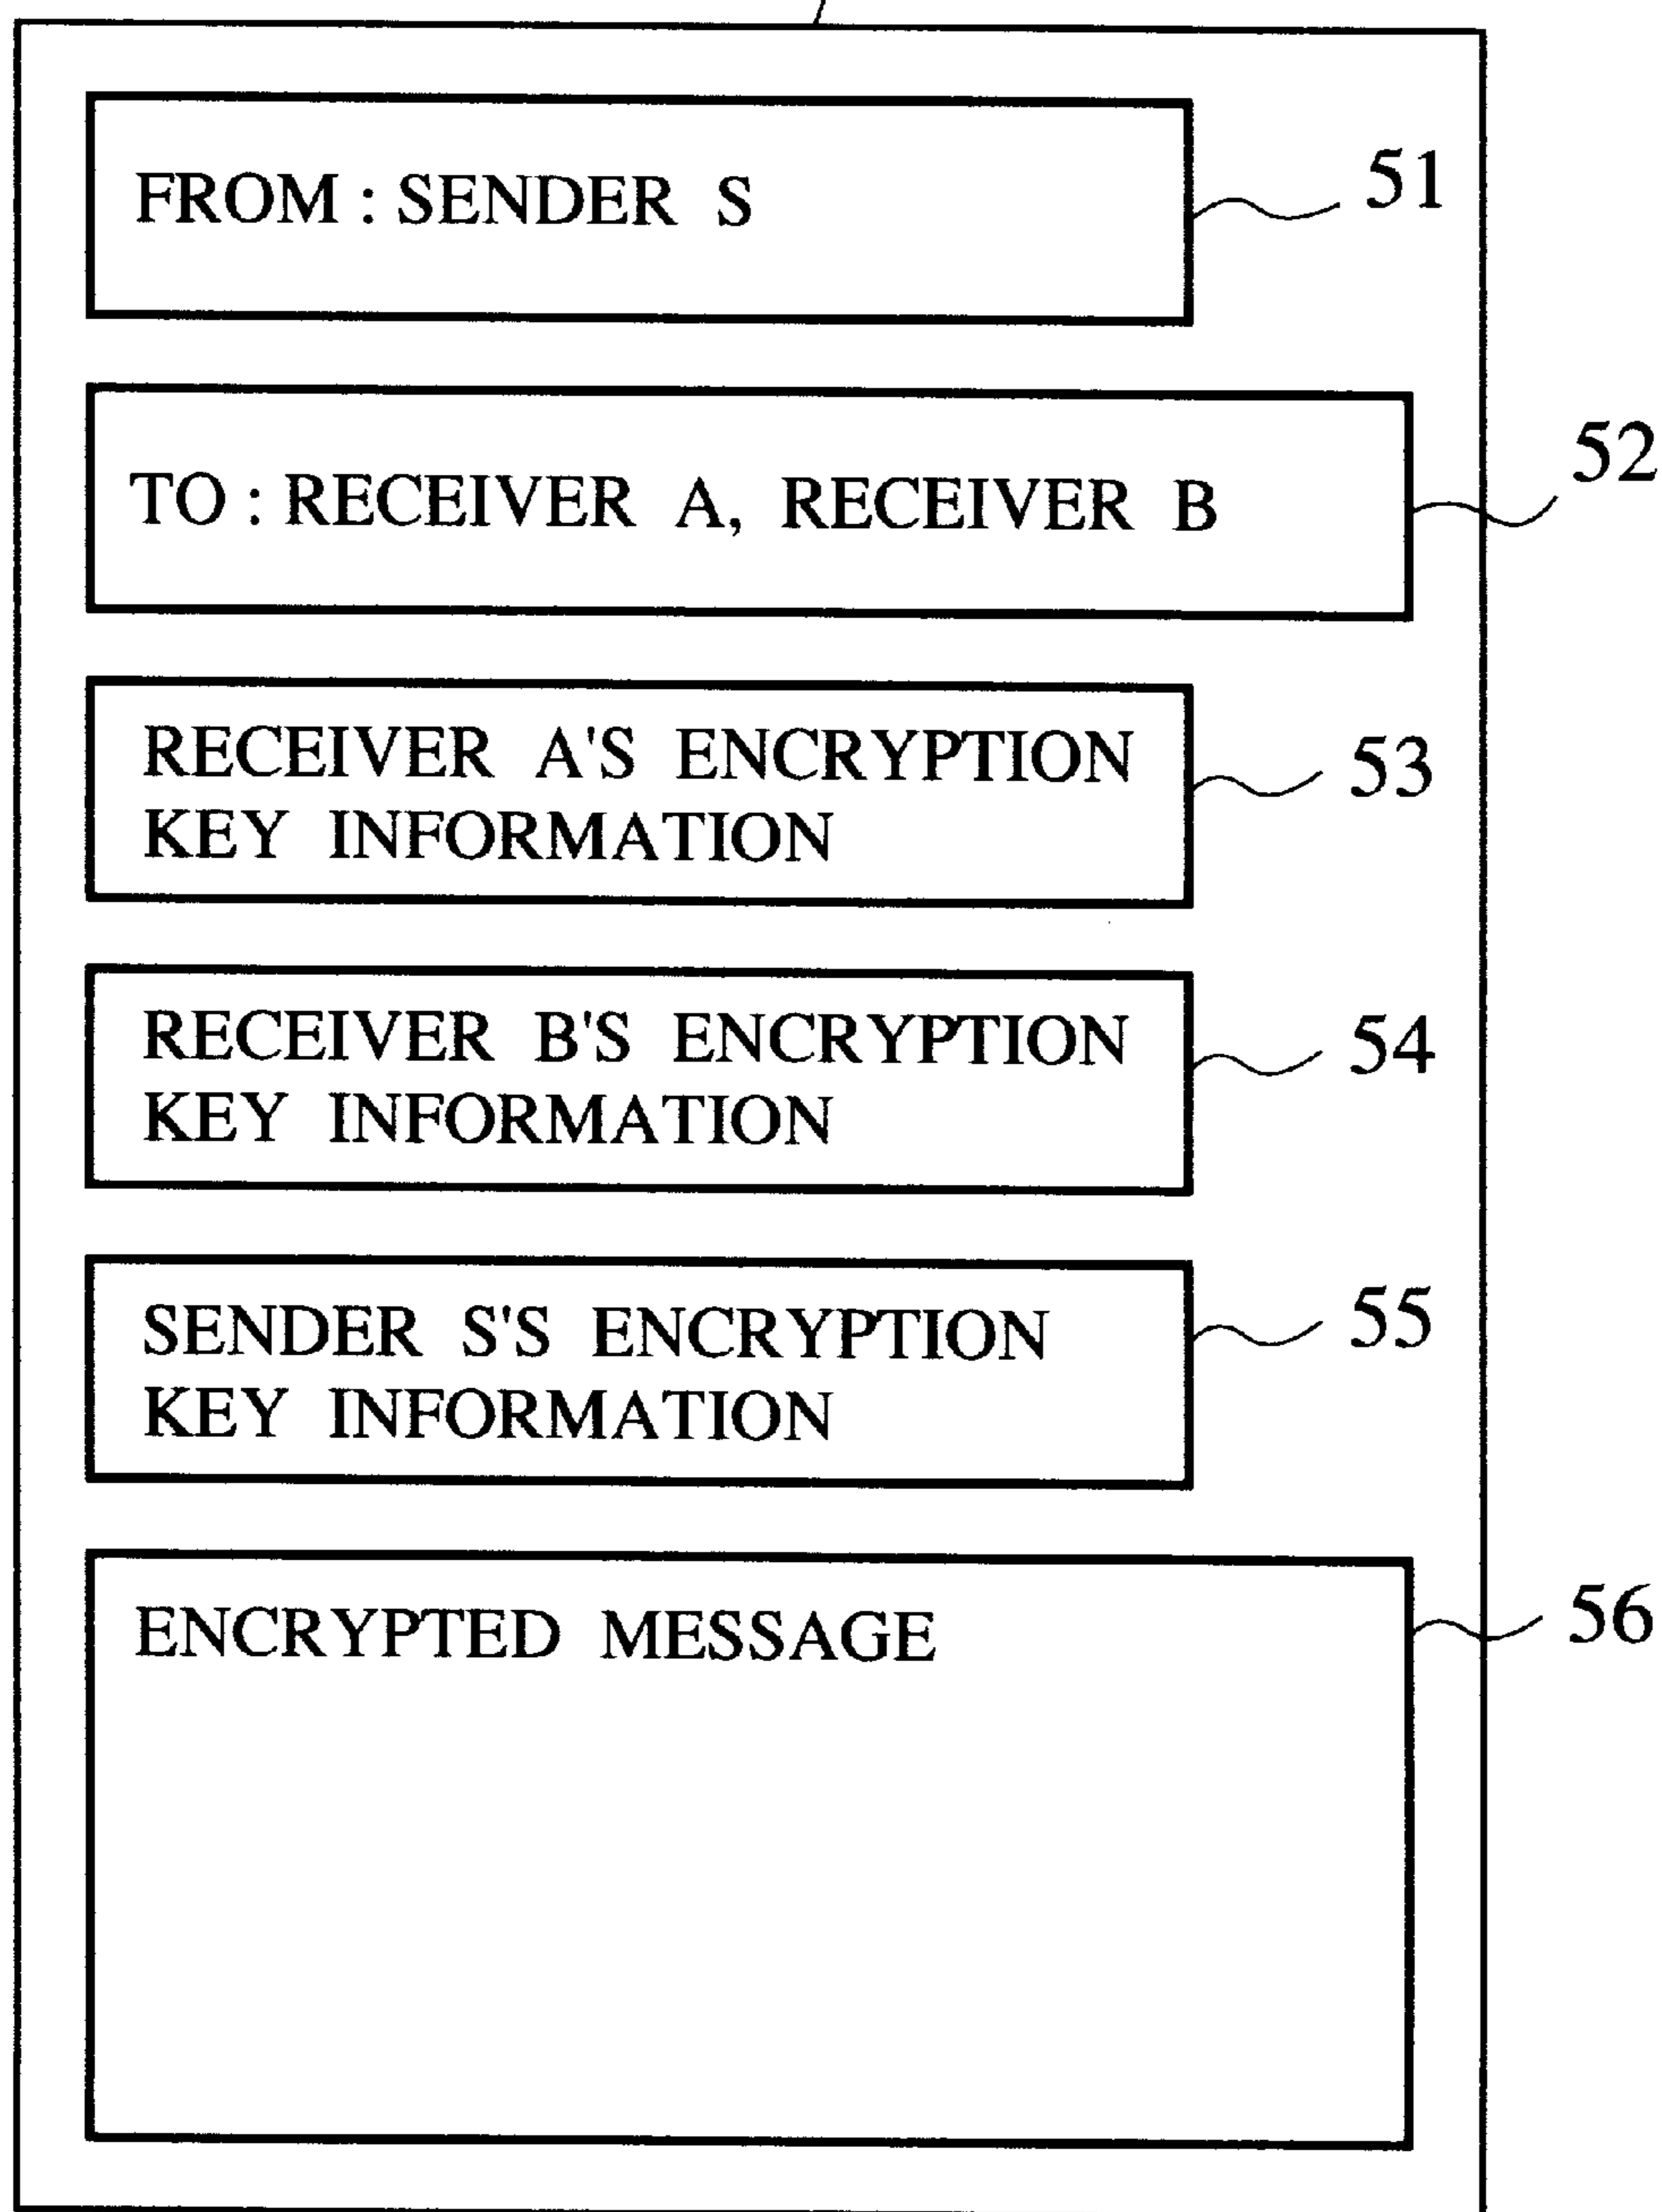 FROM : SENDER S
51
TO : RECEIVER A, RECEIVER B
52
RECEIVER A'S ENCRYPTION
KEY INFORMATION
53
RECEIVER B'S ENCRYPTION
KEY INFORMATION
54
SENDER S'S ENCRYPTION
KEY INFORMATION
55
ENCRYPTED MESSAGE
56